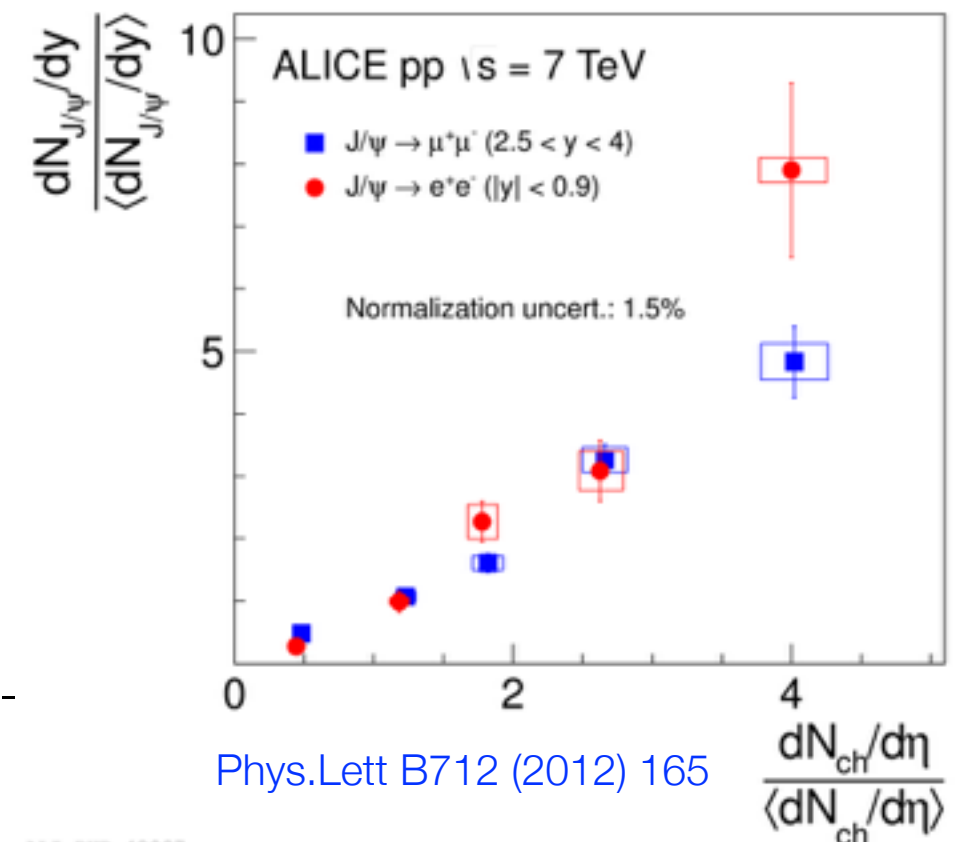 dN_J/ψ/dy
⟨dN_J/ψ/dy⟩
10
5
ALICE pp \s = 7 TeV
J/ψ → μ⁺μ⁻ (2.5 < y < 4)
J/ψ → e⁺e⁻ (|y| < 0.9)
Normalization uncert.: 1.5%
0 2 4
dN_ch/dη
⟨dN_ch/dη⟩
Phys.Lett B712 (2012) 165